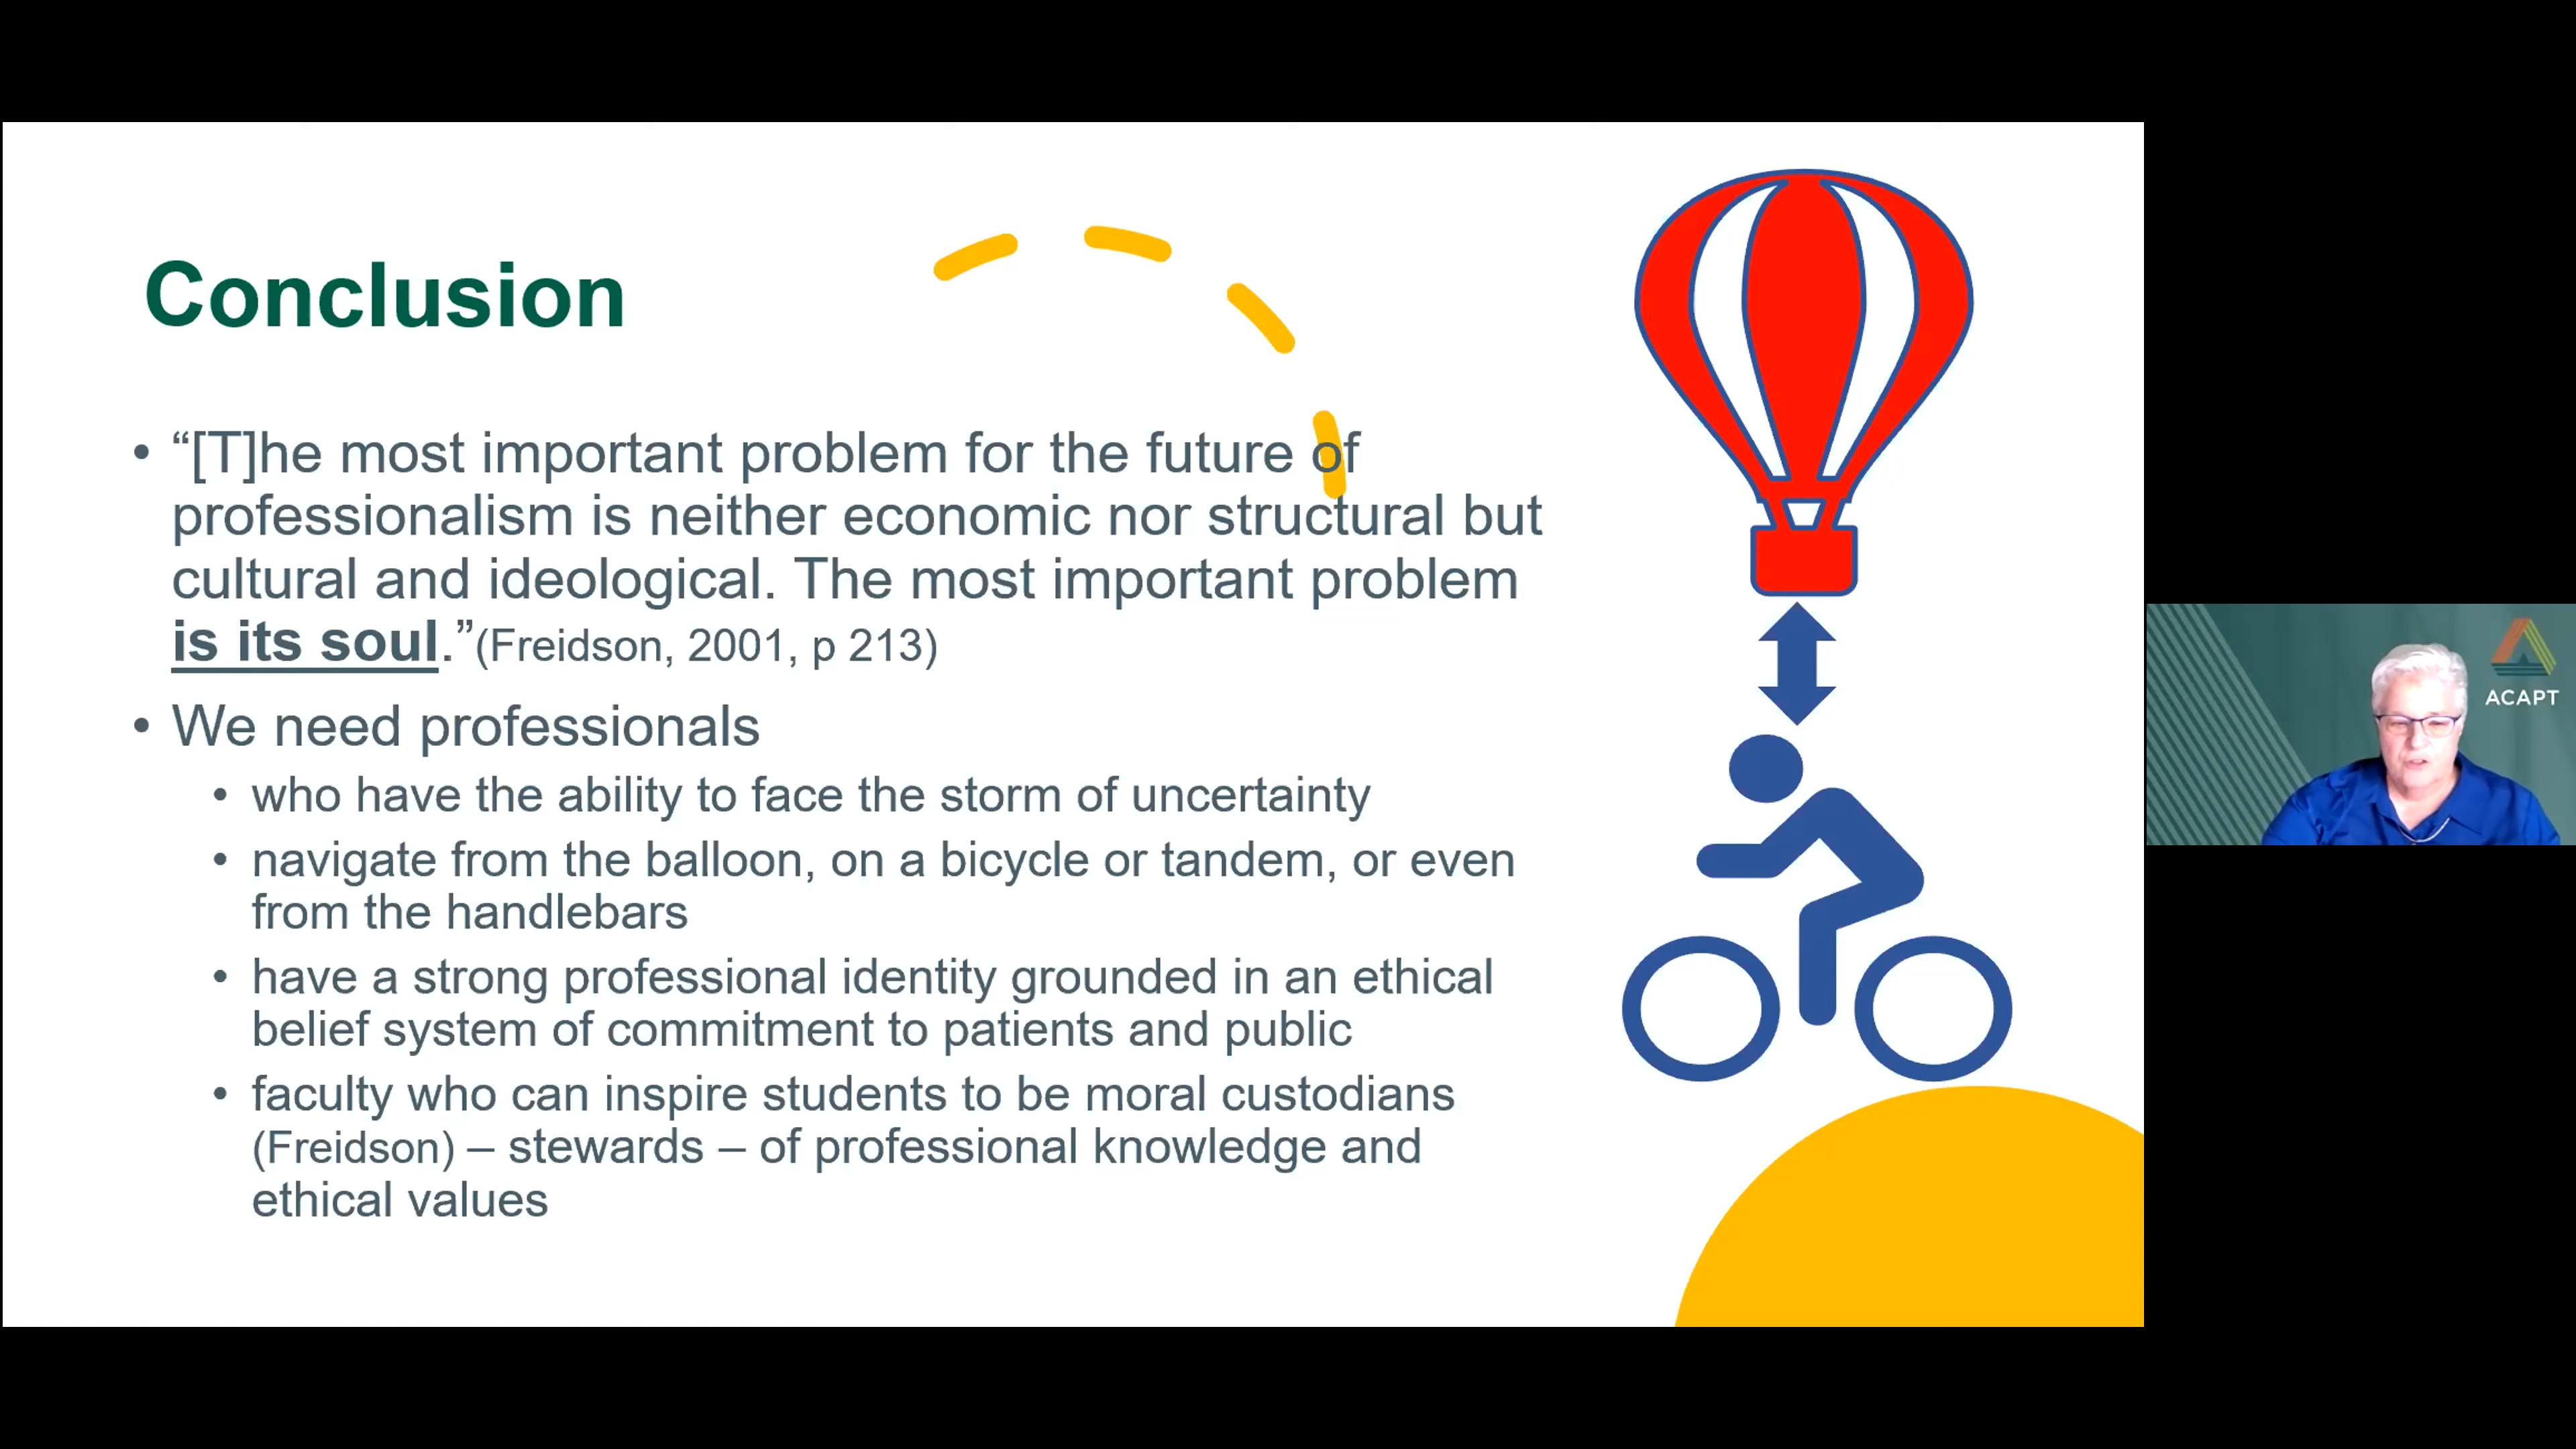 Conclusion
• “[T]he most important problem for the future of
professionalism is neither economic nor structural but
cultural and ideological. The most important problem
is its soul.”(Freidson, 2001, p 213)
• We need professionals
• who have the ability to face the storm of uncertainty
• navigate from the balloon, on a bicycle or tandem, or even
from the handlebars
• have a strong professional identity grounded in an ethical
belief system of commitment to patients and public
• faculty who can inspire students to be moral custodians
(Freidson) – stewards – of professional knowledge and
ethical values
ACAPT